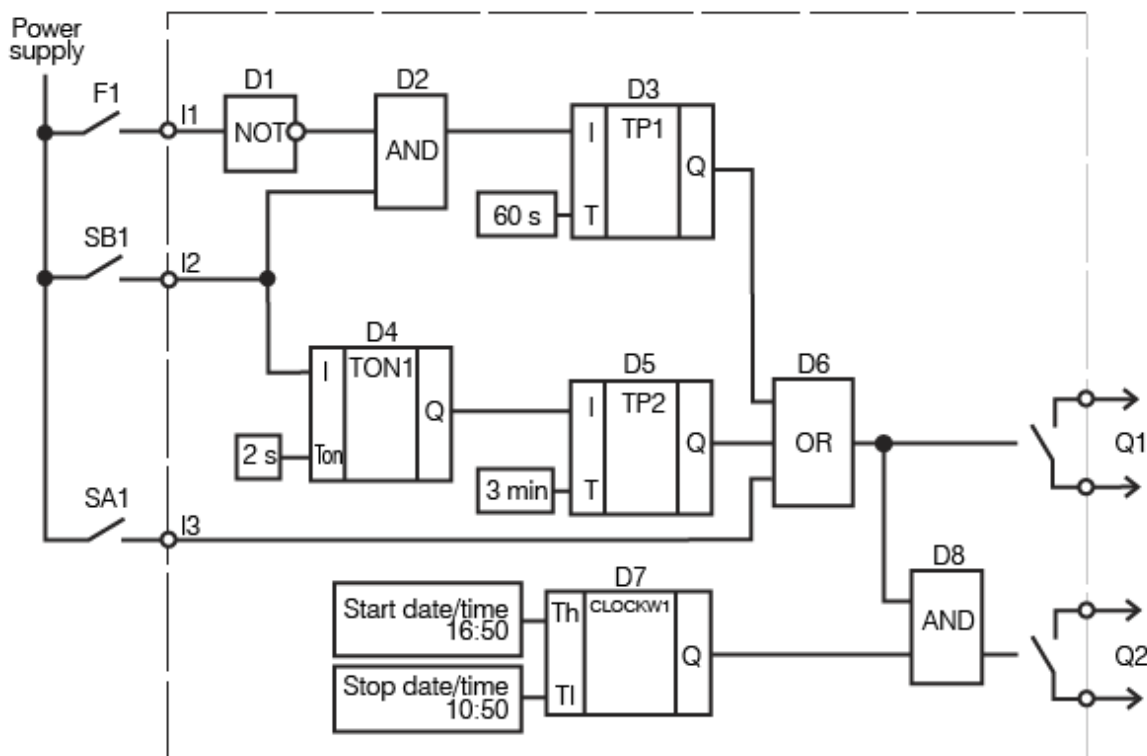 Power
supply
F1
I1
D1
NOT
D2
AND
D3
I
TP1
Q
60 s
T
SB1
I2
D4
I
TON1
Q
2 s
Ton
D5
I
TP2
Q
3 min
T
D6
OR
Q1
SA1
I3
D7
Start date/time
16:50
Th
CLOCKW1
Q
Stop date/time
10:50
Tl
D8
AND
Q2